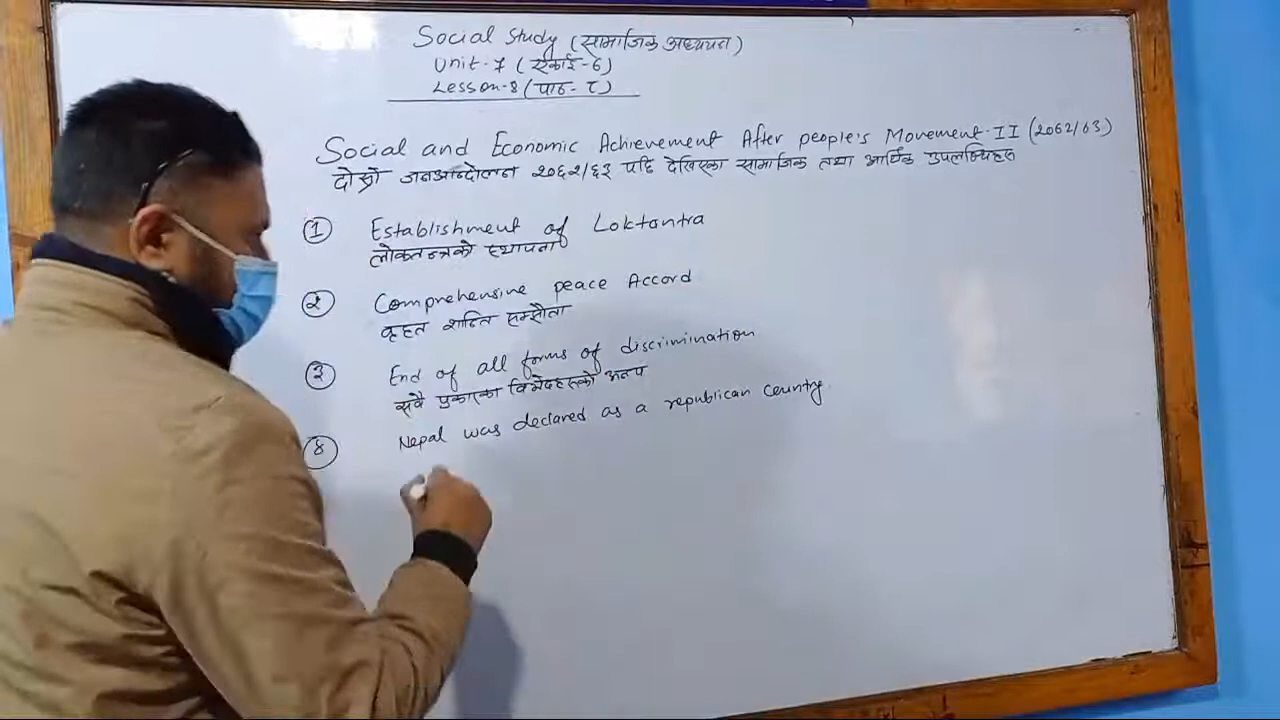 Social Study (सामाजिक अध्ययन)
Unit-7 (एकाई-6)
Lesson-8 (पाठ-८)
Social and Economic Achievement After people's Movement-II (2062/63)
दोस्रो जनआन्दोलन २०६२/६३ पछि देखिएका सामाजिक तथा आर्थिक उपलब्धिहरु
① Establishment of Loktantra
लोकतन्त्रको स्थापना
② Comprehensive peace Accord
वृहत शान्ति सम्झौता
③ End of all forms of discrimination
सवै प्रकारका विभेदहरुको अन्त्य
④ Nepal was declared as a republican country.